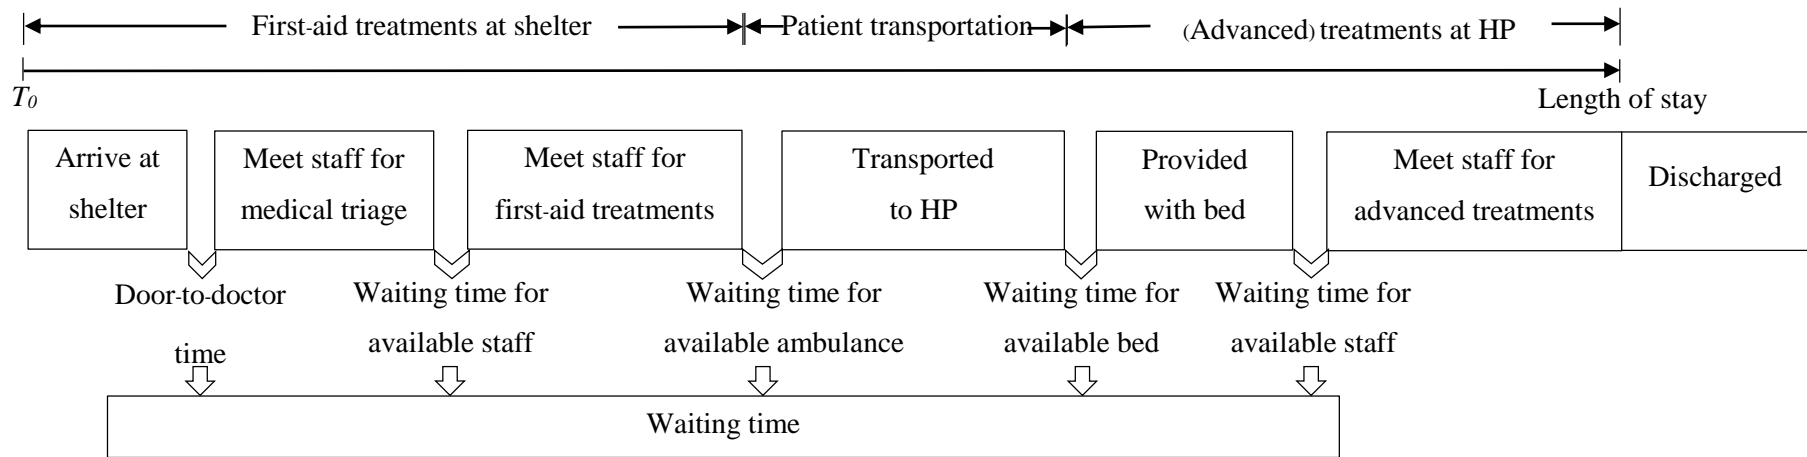 First-aid treatments at shelter
Patient transportation
(Advanced) treatments at HP
T0
Length of stay
Arrive at
shelter
Meet staff for
medical triage
Meet staff for
first-aid treatments
Transported
to HP
Provided
with bed
Meet staff for
advanced treatments
Discharged
Door-to-doctor
time
Waiting time for
available staff
Waiting time for
available ambulance
Waiting time for
available bed
Waiting time for
available staff
Waiting time